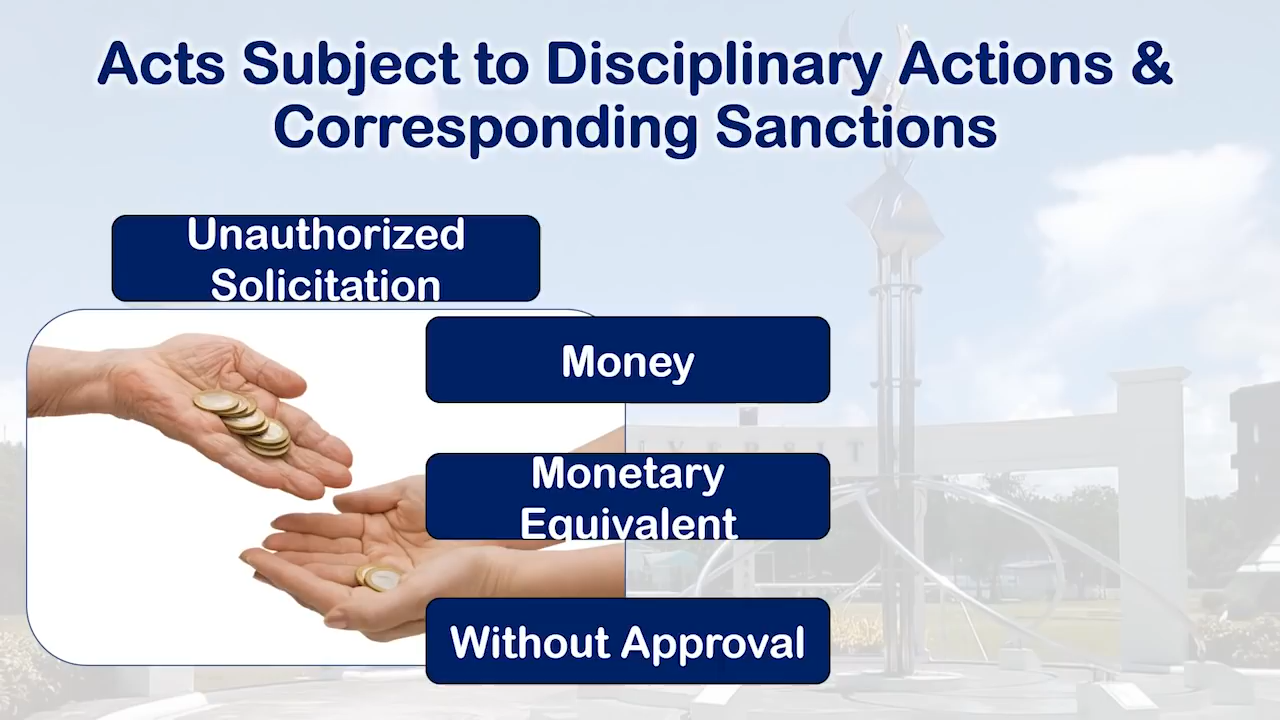 Acts Subject to Disciplinary Actions &
Corresponding Sanctions
Unauthorized
Solicitation
Money
Monetary
Equivalent
Without Approval